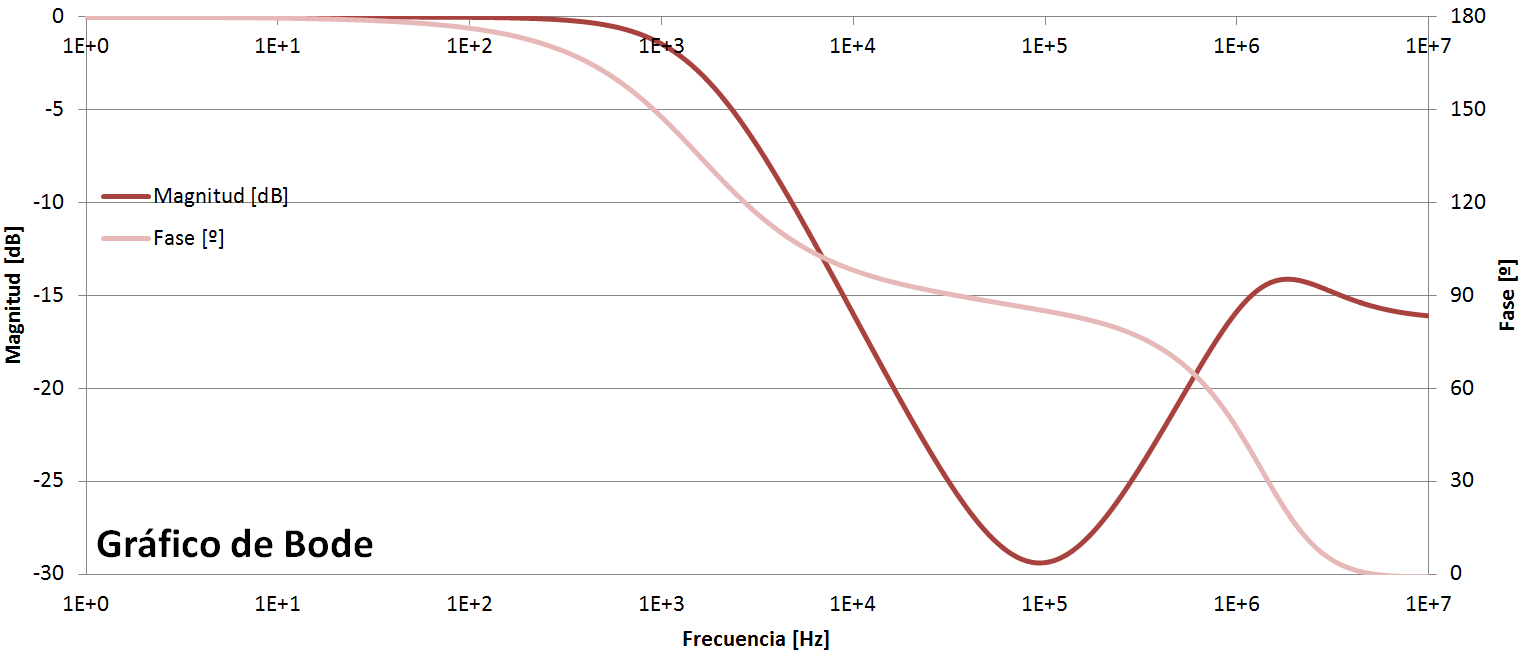 0 180
1E+0 1E+1 1E+2 1E+3 1E+4 1E+5 1E+6 1E+7
-5 150
Magnitud [dB]
-10 120
Fase [º]
Magnitud [dB]
Fase [º]
-15 90
-20 60
-25 30
Gráfico de Bode
-30 0
1E+0 1E+1 1E+2 1E+3 1E+4 1E+5 1E+6 1E+7
Frecuencia [Hz]